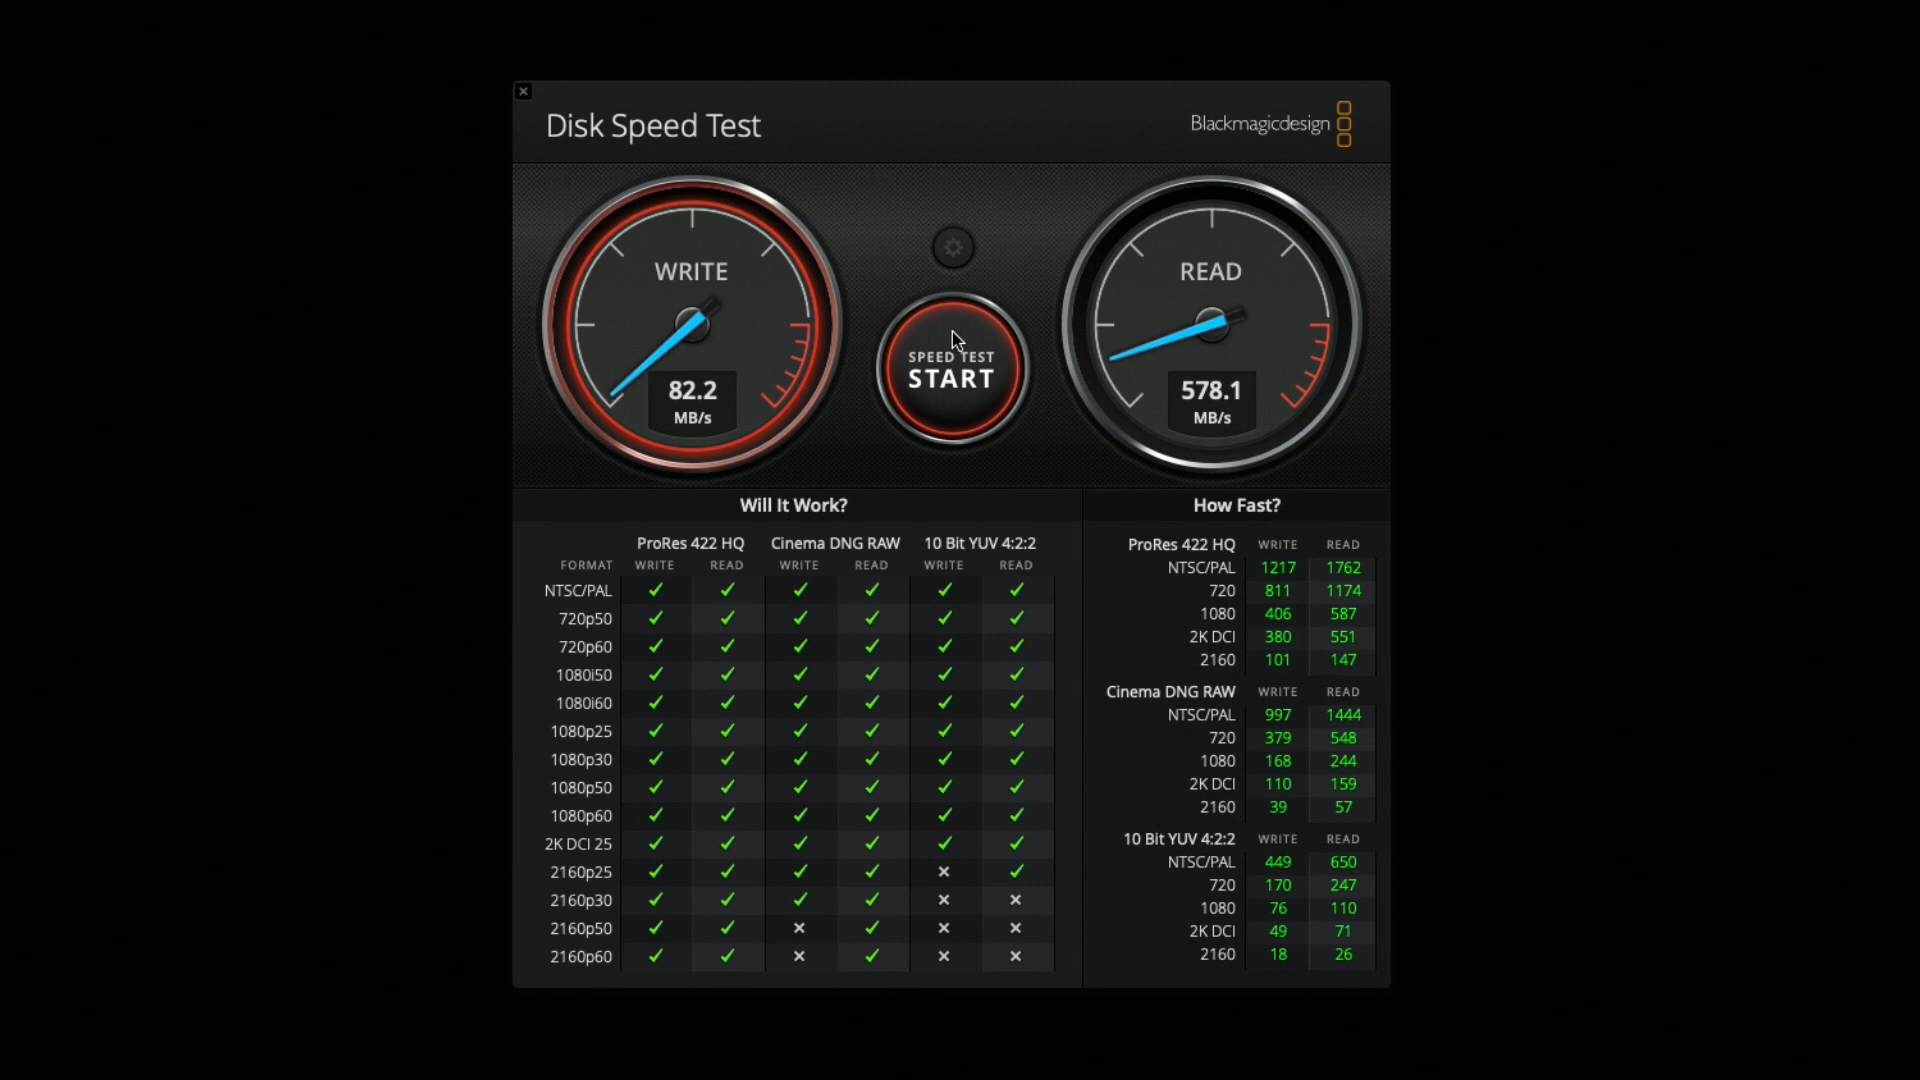 Disk Speed Test
Blackmagicdesign
WRITE
82.2
MB/s
SPEED TEST
START
READ
578.1
MB/s
Will It Work?
ProRes 422 HQ Cinema DNG RAW 10 Bit YUV 4:2:2
FORMAT WRITE READ WRITE READ WRITE READ
NTSC/PAL ✓ ✓ ✓ ✓ ✓ ✓
720p50 ✓ ✓ ✓ ✓ ✓ ✓
720p60 ✓ ✓ ✓ ✓ ✓ ✓
1080i50 ✓ ✓ ✓ ✓ ✓ ✓
1080i60 ✓ ✓ ✓ ✓ ✓ ✓
1080p25 ✓ ✓ ✓ ✓ ✓ ✓
1080p30 ✓ ✓ ✓ ✓ ✓ ✓
1080p50 ✓ ✓ ✓ ✓ ✓ ✓
1080p60 ✓ ✓ ✓ ✓ ✓ ✓
2K DCI 25 ✓ ✓ ✓ ✓ ✓ ✓
2160p25 ✓ ✓ ✓ ✓ × ✓
2160p30 ✓ ✓ ✓ ✓ × ×
2160p50 ✓ ✓ × ✓ × ×
2160p60 ✓ ✓ × ✓ × ×
How Fast?
ProRes 422 HQ WRITE READ
NTSC/PAL 1217 1762
720 811 1174
1080 406 587
2K DCI 380 551
2160 101 147
Cinema DNG RAW WRITE READ
NTSC/PAL 997 1444
720 379 548
1080 168 244
2K DCI 110 159
2160 39 57
10 Bit YUV 4:2:2 WRITE READ
NTSC/PAL 449 650
720 170 247
1080 76 110
2K DCI 49 71
2160 18 26